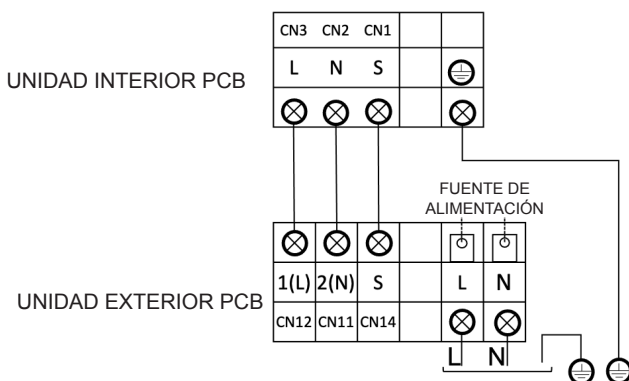 CN3 CN2 CN1
L N S
UNIDAD INTERIOR PCB
FUENTE DE
ALIMENTACIÓN
1(L) 2(N) S L N
UNIDAD EXTERIOR PCB
CN12 CN11 CN14
L N